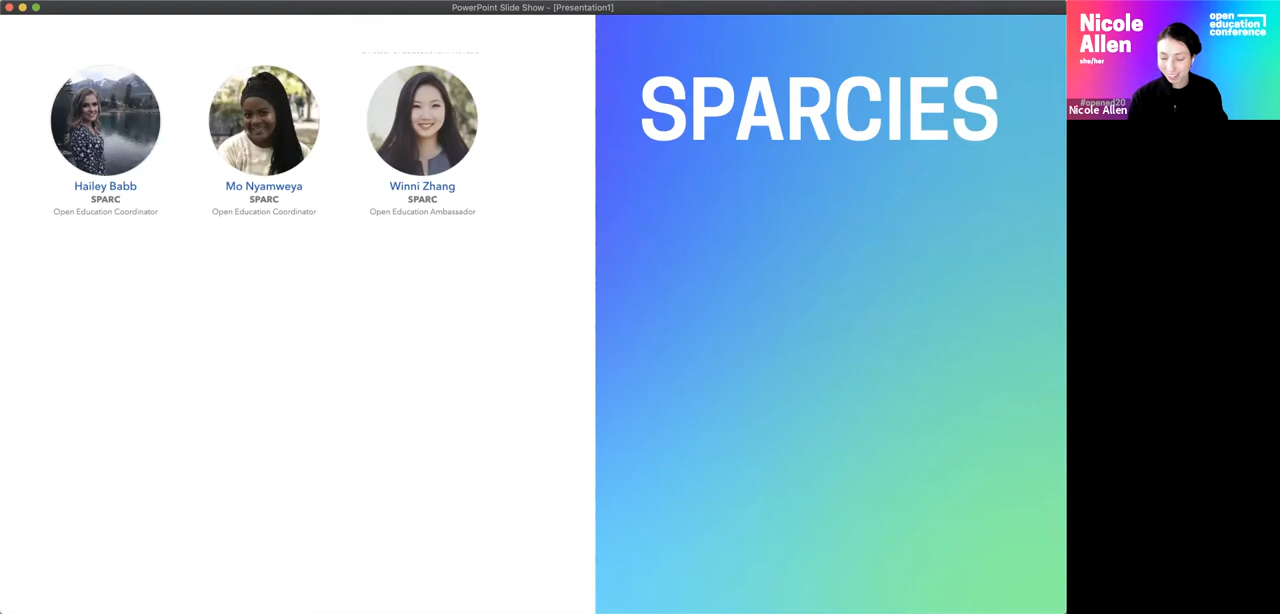 PowerPoint Slide Show - [Presentation1]
Hailey Babb
SPARC
Open Education Coordinator
Mo Nyamweya
SPARC
Open Education Coordinator
Winni Zhang
SPARC
Open Education Ambassador
SPARCIES
Nicole
Allen
she/her
open
education
conference
#opened20
Nicole Allen